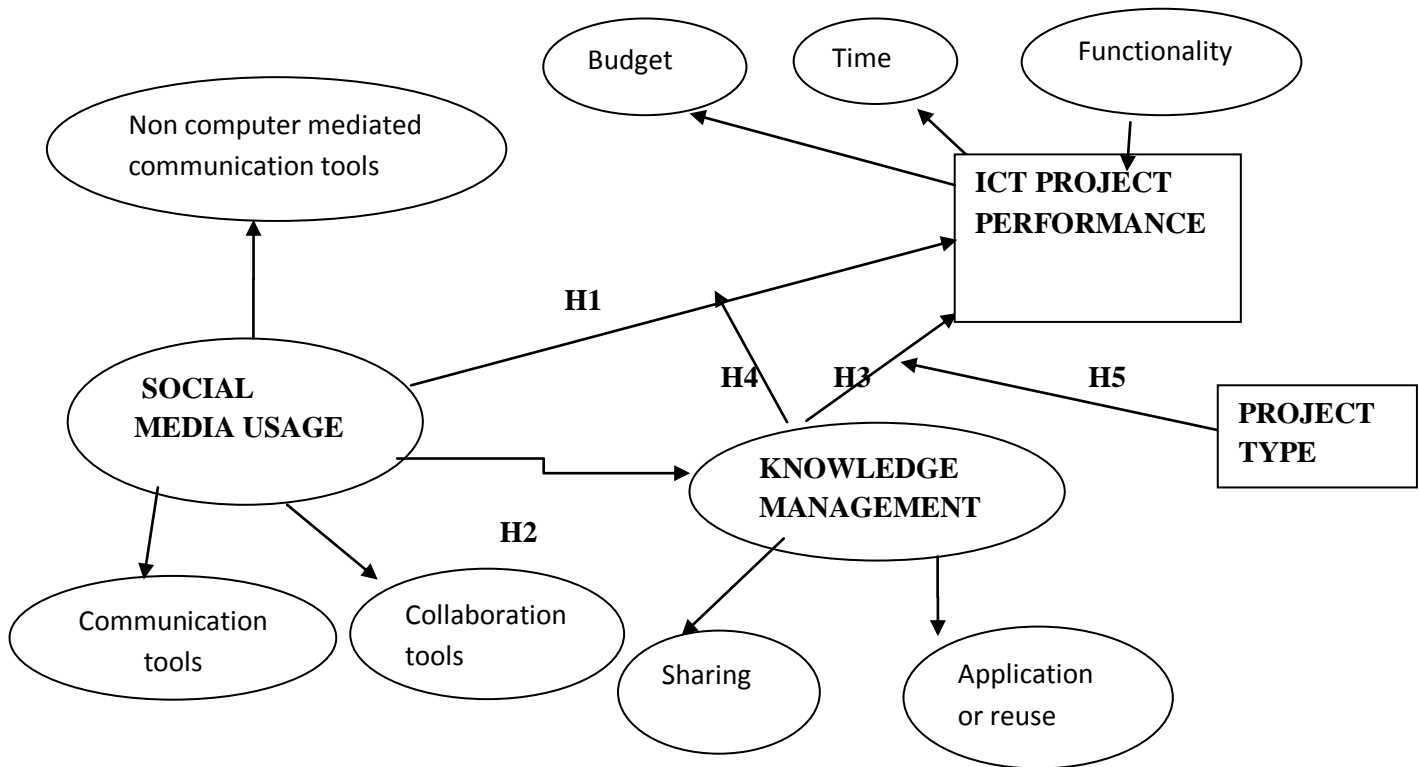 Budget
Time
Functionality
Non computer mediated
communication tools
ICT PROJECT
PERFORMANCE
H1
SOCIAL
MEDIA USAGE
H4
H3
H5
PROJECT
TYPE
KNOWLEDGE
MANAGEMENT
H2
Communication
tools
Collaboration
tools
Sharing
Application
or reuse